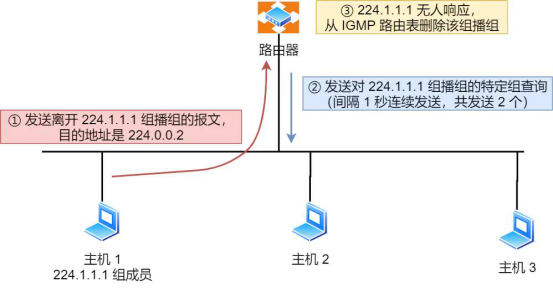 ③ 224.1.1.1 无人响应，
从 IGMP 路由表删除该组播组
路由器
② 发送对 224.1.1.1 组播组的特定组查询
（间隔 1 秒连续发送，共发送 2 个）
① 发送离开 224.1.1.1 组播组的报文，
目的地址是 224.0.0.2
主机 1
224.1.1.1 组成员
主机 2
主机 3